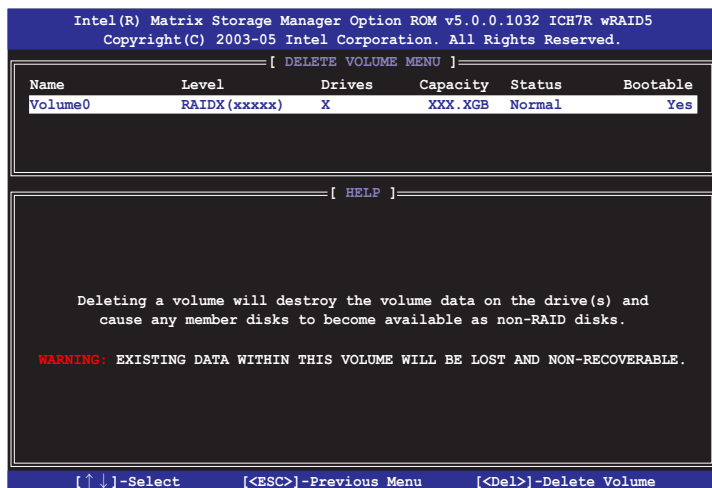 Intel(R) Matrix Storage Manager Option ROM v5.0.0.1032 ICH7R wRAID5
Copyright(C) 2003-05 Intel Corporation. All Rights Reserved.
[ DELETE VOLUME MENU ]
Name Level Drives Capacity Status Bootable
Volume0 RAIDX(xxxxx) X XXX.XGB Normal Yes
[ HELP ]
Deleting a volume will destroy the volume data on the drive(s) and
cause any member disks to become available as non-RAID disks.
WARNING: EXISTING DATA WITHIN THIS VOLUME WILL BE LOST AND NON-RECOVERABLE.
[↑↓]-Select [<ESC>]-Previous Menu [<Del>]-Delete Volume